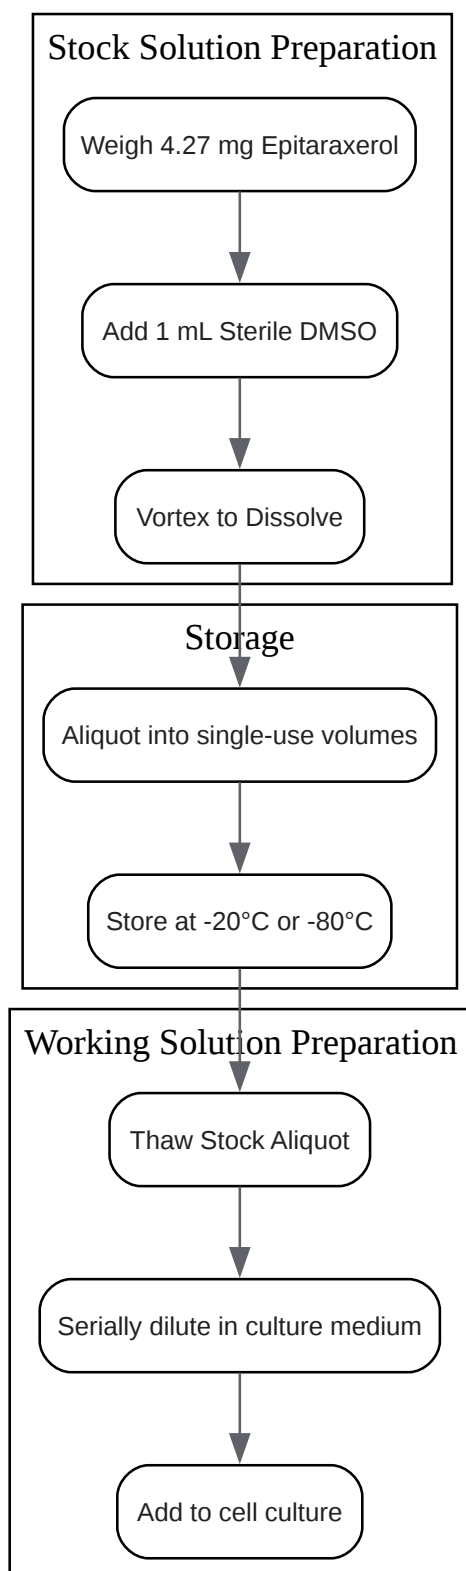 Stock Solution Preparation
Weigh 4.27 mg Epitaraxerol
Add 1 mL Sterile DMSO
Vortex to Dissolve
Storage
Aliquot into single-use volumes
Store at -20°C or -80°C
Working Solution Preparation
Thaw Stock Aliquot
Serially dilute in culture medium
Add to cell culture